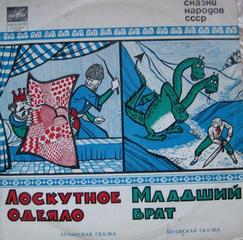 сказки
народов
СССР
Лоскутное
одеяло
АРМЯНСКАЯ СКАЗКА
Младший
брат
ЛИТОВСКАЯ СКАЗКА